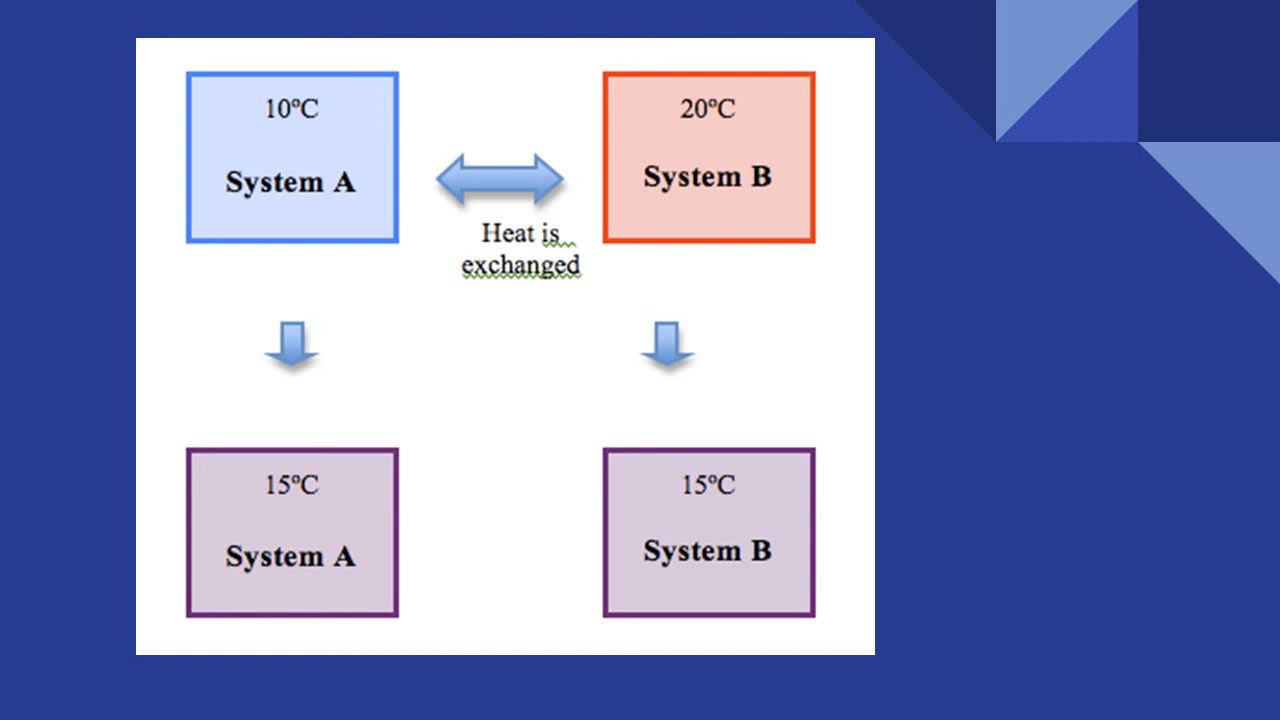 10ºC
System A
20ºC
System B
Heat is
exchanged
15ºC
System A
15ºC
System B